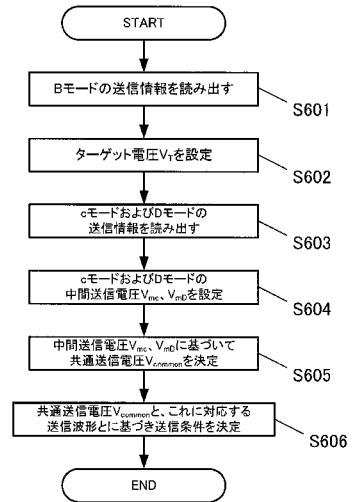 START
Bモードの送信情報を読み出す
S601
ターゲット電圧VTを設定
S602
cモードおよびDモードの
送信情報を読み出す
S603
cモードおよびDモードの
中間送信電圧Vmc、VmDを設定
S604
中間送信電圧Vmc、VmDに基づいて
共通送信電圧Vcommonを決定
S605
共通送信電圧Vcommonと、これに対応する
送信波形とに基づき送信条件を決定
S606
END